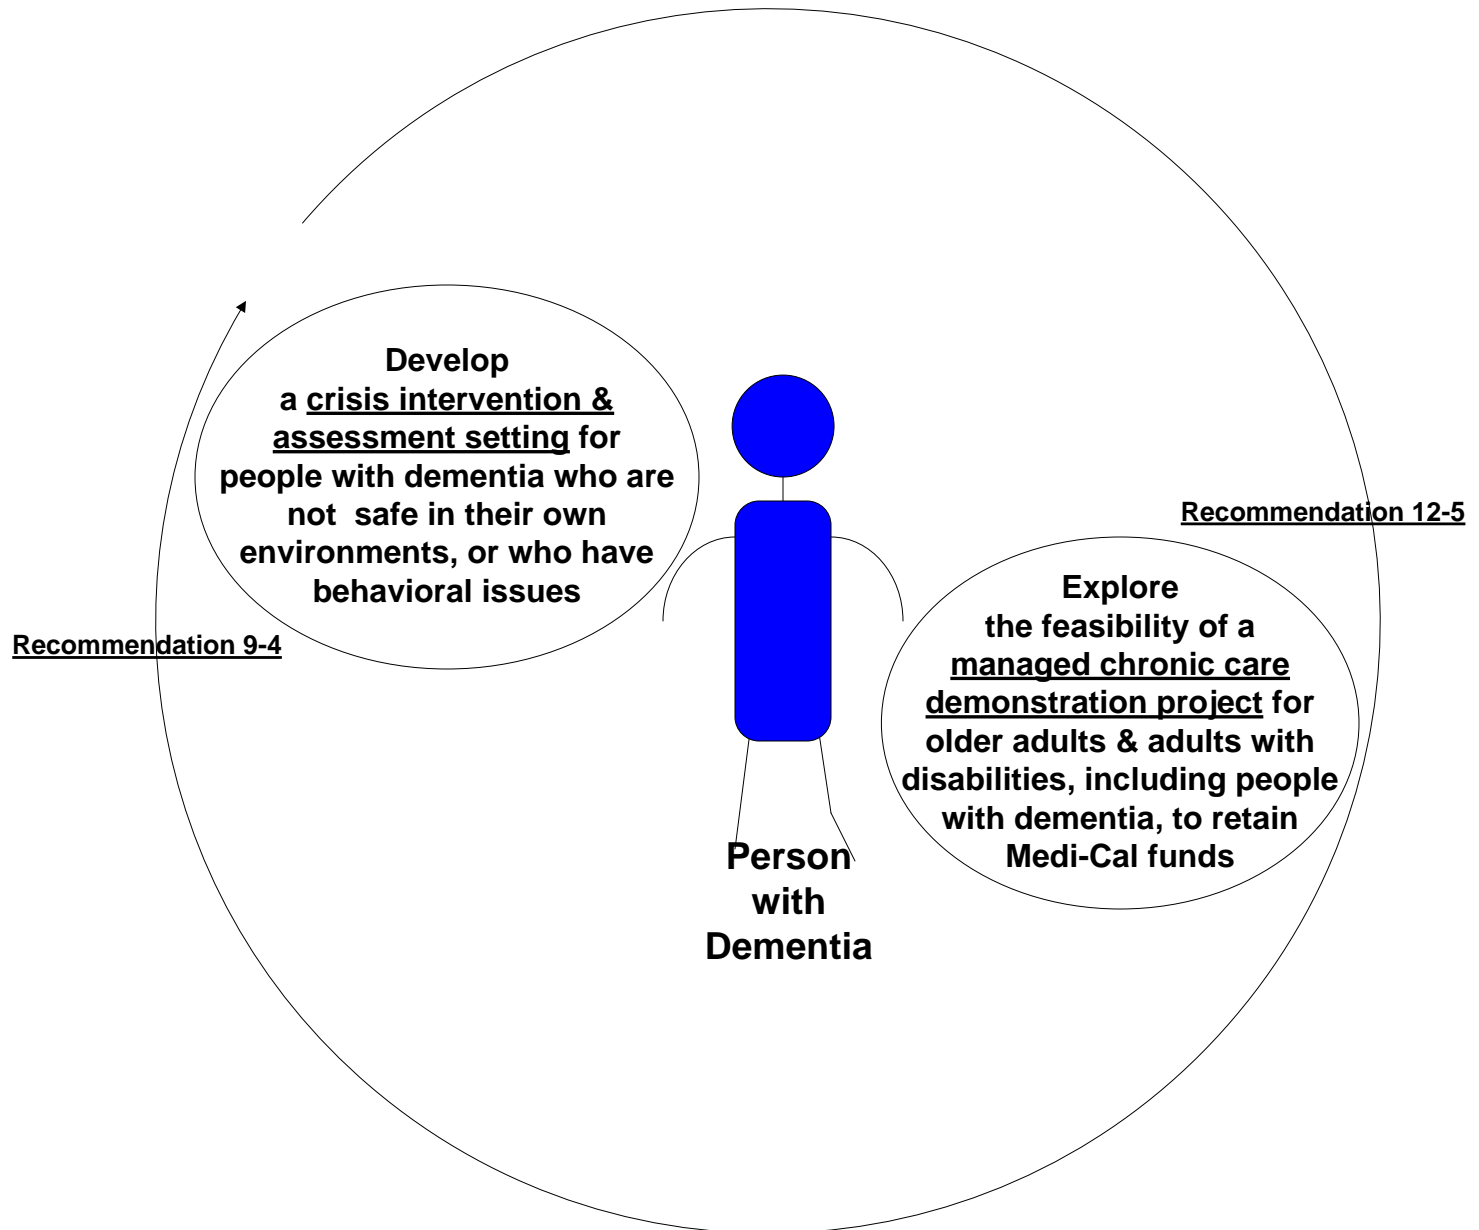 Develop
a crisis intervention &
assessment setting for
people with dementia who are
not  safe in their own
environments, or who have
behavioral issues
Recommendation 9-4
Recommendation 12-5
Explore
the feasibility of a
managed chronic care
demonstration project for
older adults & adults with
disabilities, including people
with dementia, to retain
Medi-Cal funds
Person
with
Dementia